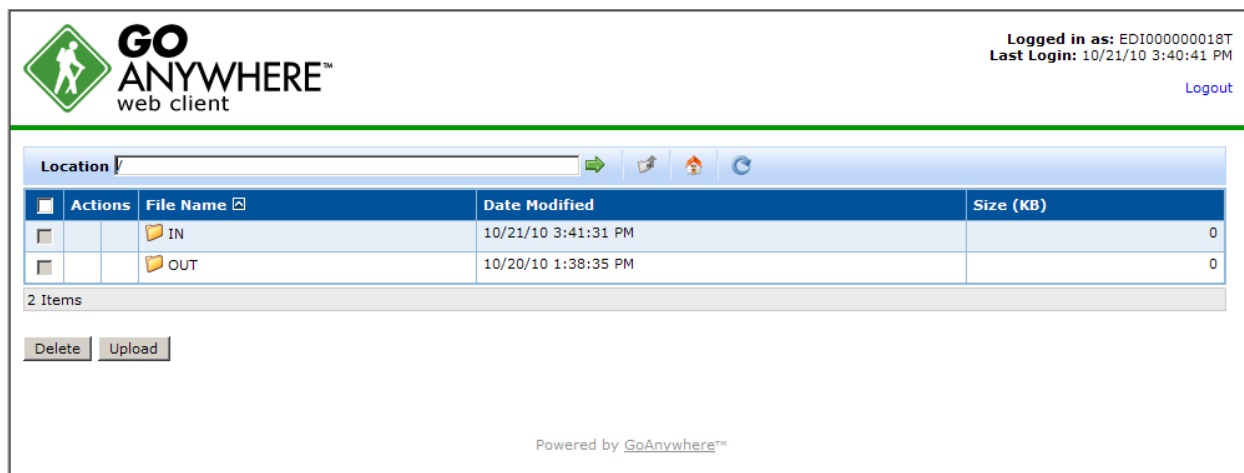 GO
ANYWHERE™
web client
Logged in as: EDI000000018T
Last Login: 10/21/10 3:40:41 PM
Logout
Location /
Actions File Name Date Modified Size (KB)
IN 10/21/10 3:41:31 PM 0
OUT 10/20/10 1:38:35 PM 0
2 Items
Delete Upload
Powered by GoAnywhere™